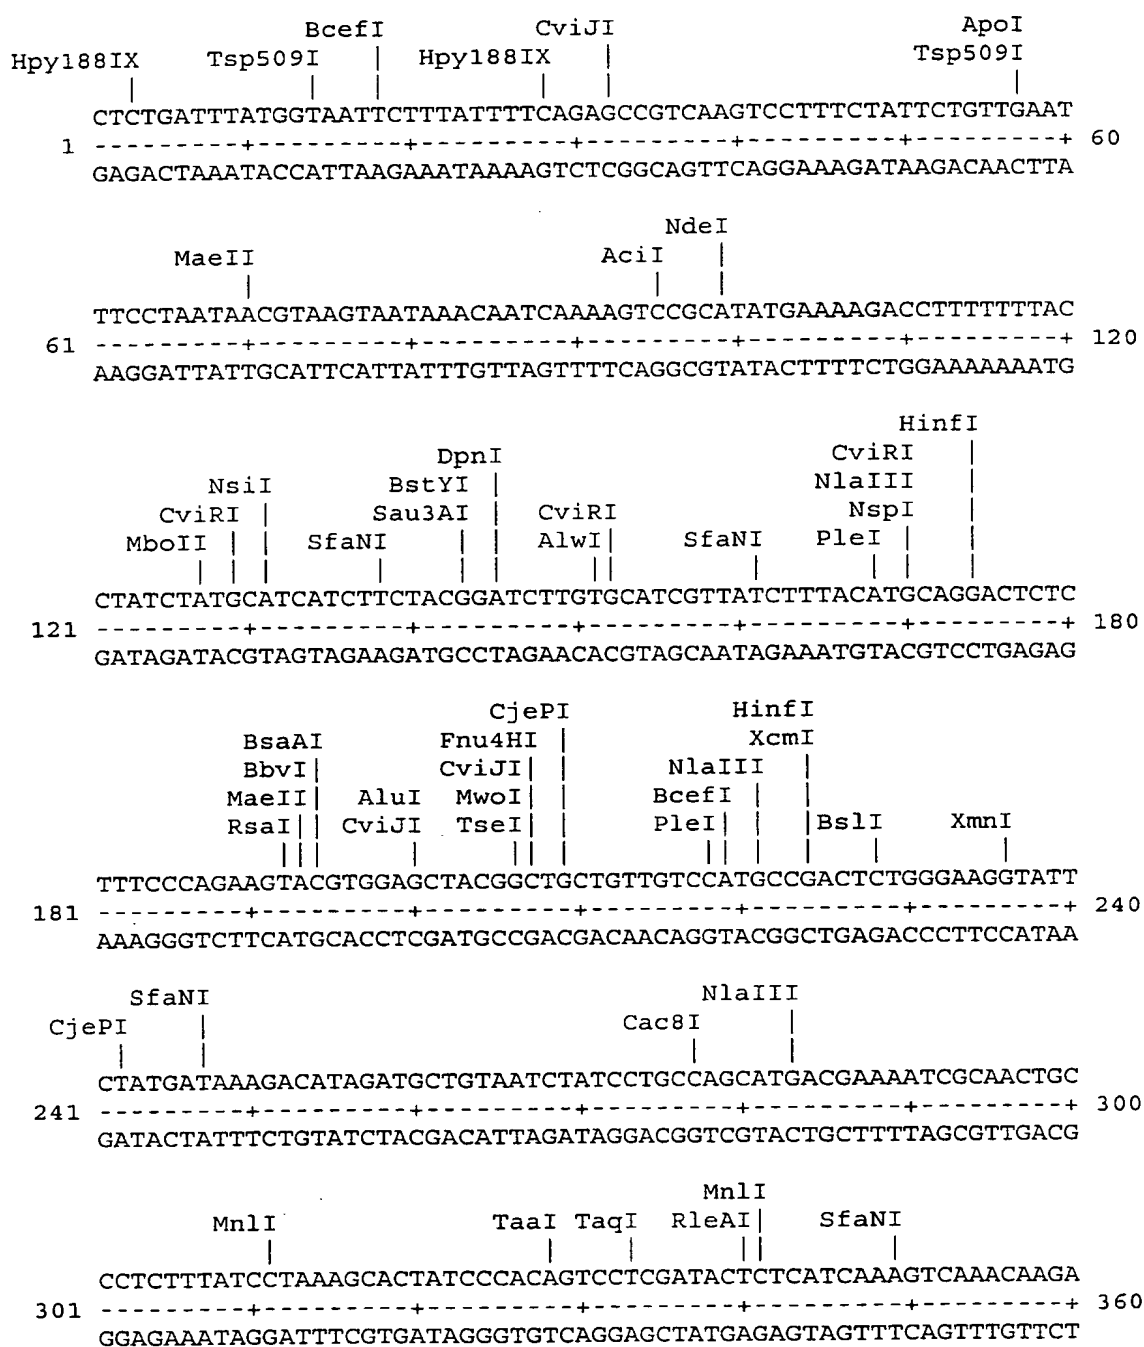 BcefI CviJI ApoI
Hpy188IX Tsp509I | Hpy188IX | Tsp509I
| | | | | |
CTCTGATTTATGGTAATTCTTTATTTTCAGAGCCGTCAAGTCCTTTCTATTCTGTTGAAT
1 ---------+---------+---------+---------+---------+---------+ 60
GAGACTAAATACCATTAAGAAATAAAAGTCTCGGCAGTTCAGGAAAGATAAGACAACTTA
NdeI
MaeII AciI |
| | |
TTCCTAATAACGTAAGTAATAAACAATCAAAAGTCCGCATATGAAAAGACCTTTTTTTAC
61 ---------+---------+---------+---------+---------+---------+ 120
AAGGATTATTGCATTCATTATTTGTTAGTTTTCAGGCGTATACTTTTCTGGAAAAAAATG
HinfI
DpnI CviRI |
NsiI BstYI | NlaIII |
CviRI | Sau3AI | CviRI NspI |
MboII | | SfaNI | | AlwI| SfaNI PleI | |
| | | | | | || | | | |
CTATCTATGCATCATCTTCTACGGATCTTGTGCATCGTTATCTTTACATGCAGGACTCTC
121 ---------+---------+---------+---------+---------+---------+ 180
GATAGATACGTAGTAGAAGATGCCTAGAACACGTAGCAATAGAAATGTACGTCCTGAGAG
CjePI HinfI
BsaAI Fnu4HI | XcmI
BbvI| CviJI| | NlaIII |
MaeII| AluI MwoI| | BcefI | |
RsaI|| CviJI TseI| | PleI| | | BslI XmnI
||| | || | || | | | |
TTTCCCAGAAGTACGTGGAGCTACGGCTGCTGTTGTCCATGCCGACTCTGGGAAGGTATT
181 ---------+---------+---------+---------+---------+---------+ 240
AAAGGGTCTTCATGCACCTCGATGCCGACGACAACAGGTACGGCTGAGACCCTTCCATAA
SfaNI NlaIII
CjePI | Cac8I |
| | | |
CTATGATAAAGACATAGATGCTGTAATCTATCCTGCCAGCATGACGAAAATCGCAACTGC
241 ---------+---------+---------+---------+---------+---------+ 300
GATACTATTTCTGTATCTACGACATTAGATAGGACGGTCGTACTGCTTTTAGCGTTGACG
MnlI
MnlI TaaI TaqI RleAI| SfaNI
| | | || |
CCTCTTTATCCTAAAGCACTATCCCACAGTCCTCGATACTCTCATCAAAGTCAAACAAGA
301 ---------+---------+---------+---------+---------+---------+ 360
GGAGAAATAGGATTTCGTGATAGGGTGTCAGGAGCTATGAGAGTAGTTTCAGTTTGTTCT